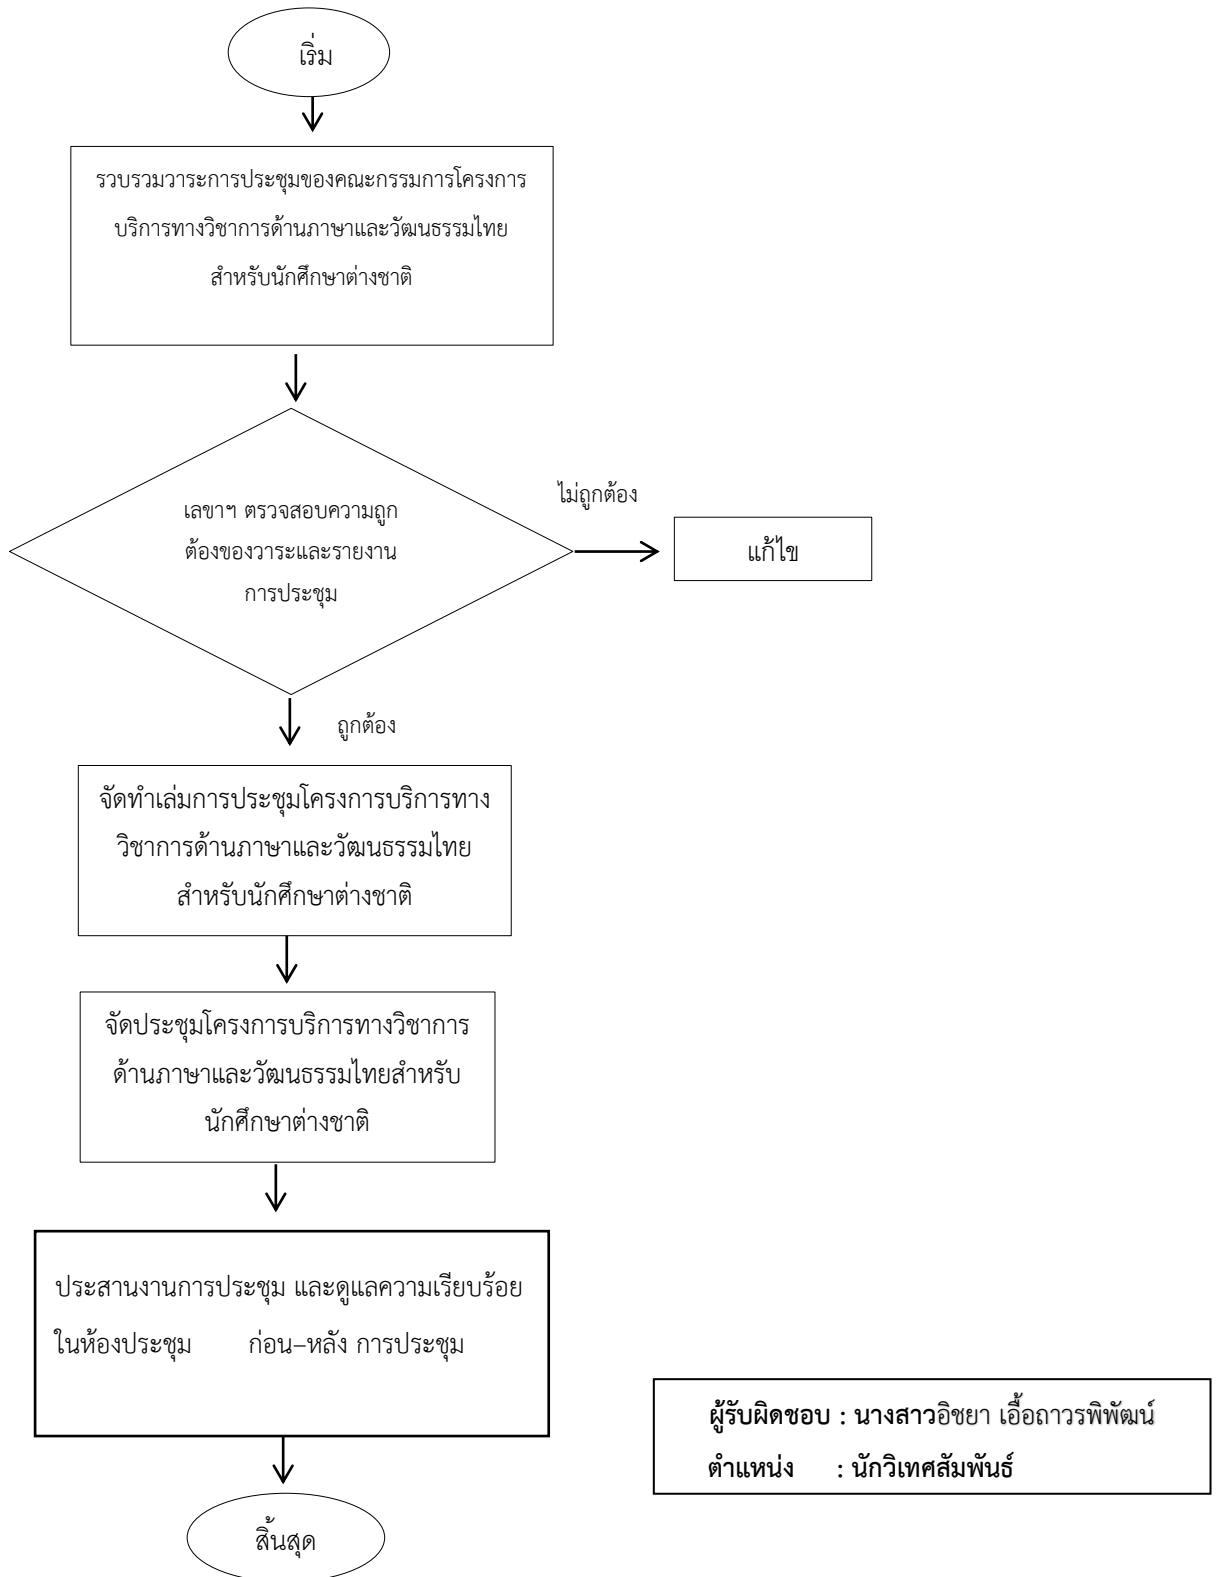 เริ่ม
รวบรวมวาระการประชุมของคณะกรรมการโครงการ
บริการทางวิชาการด้านภาษาและวัฒนธรรมไทย
สำหรับนักศึกษาต่างชาติ
เลขาฯ ตรวจสอบความถูก
ต้องของวาระและรายงาน
การประชุม
ไม่ถูกต้อง
แก้ไข
ถูกต้อง
จัดทำเล่มการประชุมโครงการบริการทาง
วิชาการด้านภาษาและวัฒนธรรมไทย
สำหรับนักศึกษาต่างชาติ
จัดประชุมโครงการบริการทางวิชาการ
ด้านภาษาและวัฒนธรรมไทยสำหรับ
นักศึกษาต่างชาติ
ประสานงานการประชุม และดูแลความเรียบร้อย
ในห้องประชุม ก่อน–หลัง การประชุม
ผู้รับผิดชอบ : นางสาวอิชยา เอื้อถาวรพิพัฒน์
ตำแหน่ง : นักวิเทศสัมพันธ์
สิ้นสุด